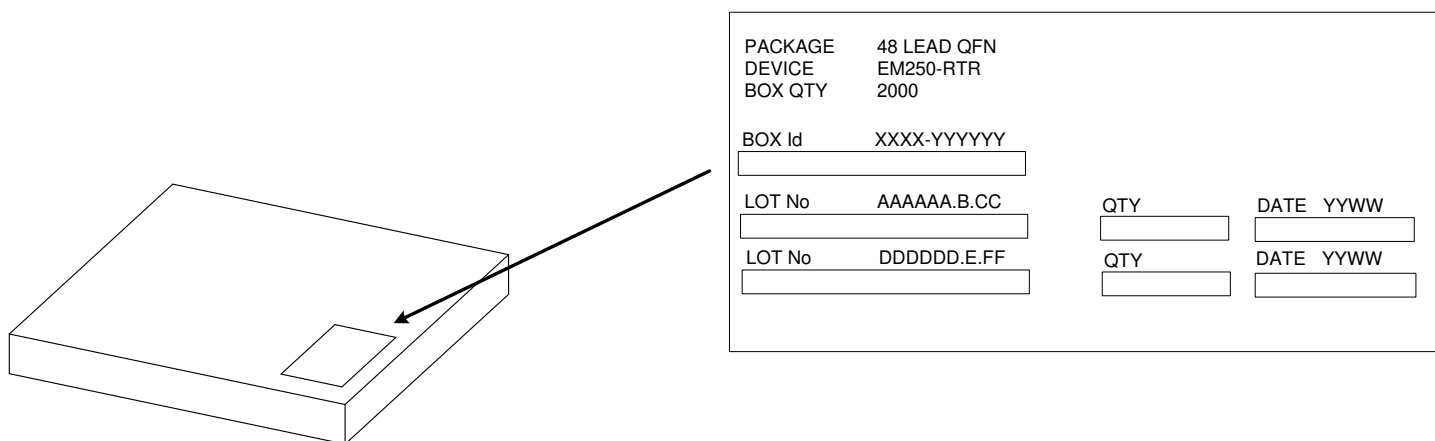 PACKAGE 48 LEAD QFN
DEVICE EM250-RTR
BOX QTY 2000
BOX Id XXXX-YYYYYY
LOT No AAAAAA.B.CC QTY DATE YYWW
LOT No DDDDDD.E.FF QTY DATE YYWW